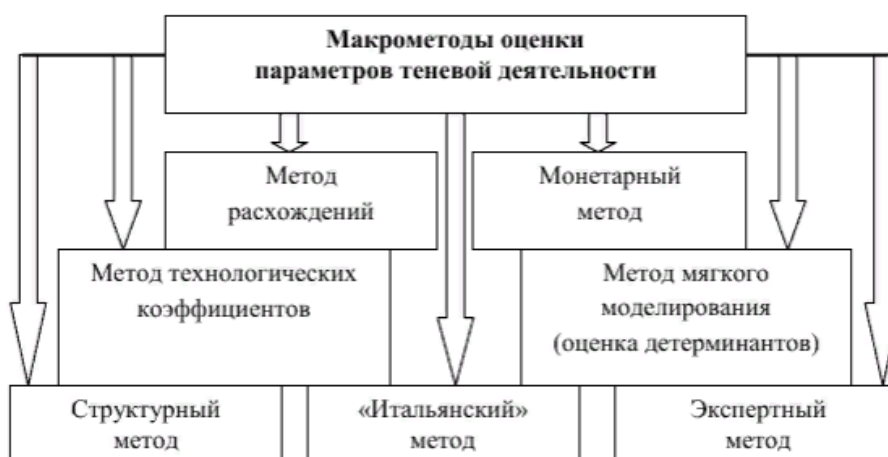 Макрометоды оценки
параметров теневой деятельности
Метод
расхождений
Монетарный
метод
Метод технологических
коэффициентов
Метод мягкого
моделирования
(оценка детерминантов)
Структурный
метод
«Итальянский»
метод
Экспертный
метод